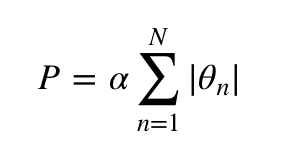 P = α ∑_{n=1}^{N} |θ_n|